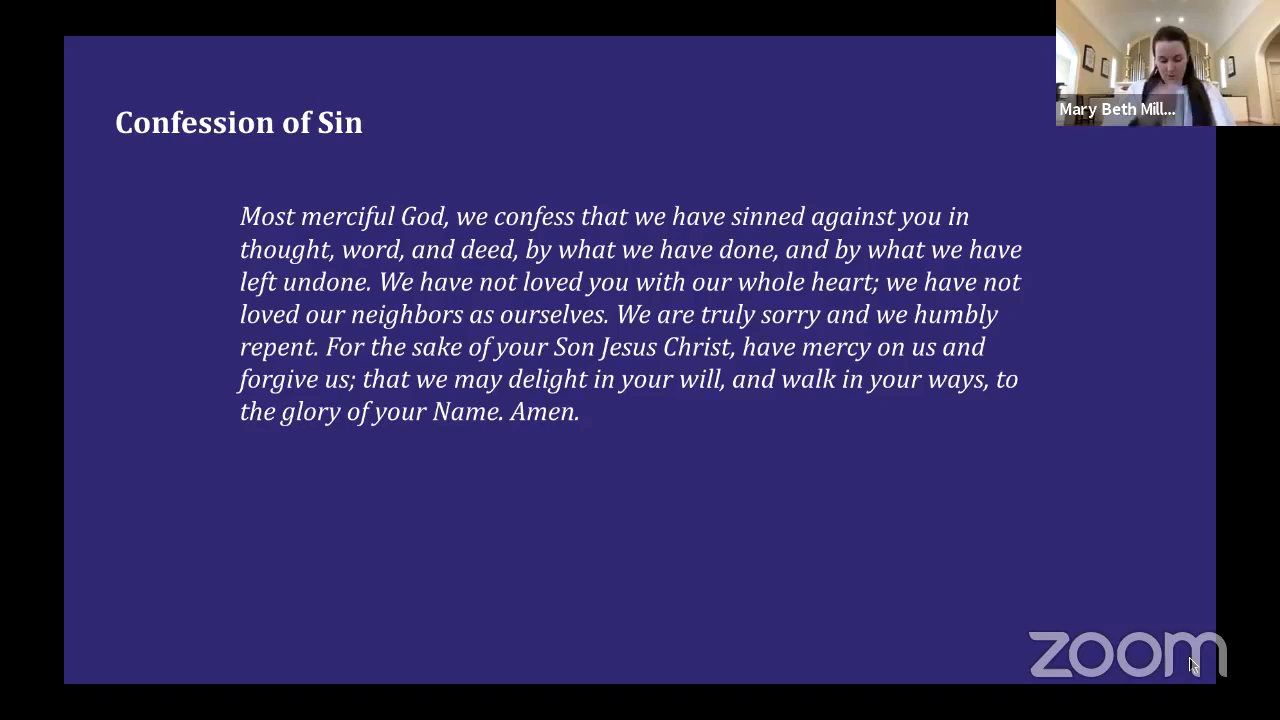 Mary Beth Mill...
Confession of Sin
Most merciful God, we confess that we have sinned against you in
thought, word, and deed, by what we have done, and by what we have
left undone. We have not loved you with our whole heart; we have not
loved our neighbors as ourselves. We are truly sorry and we humbly
repent. For the sake of your Son Jesus Christ, have mercy on us and
forgive us; that we may delight in your will, and walk in your ways, to
the glory of your Name. Amen.
zoom